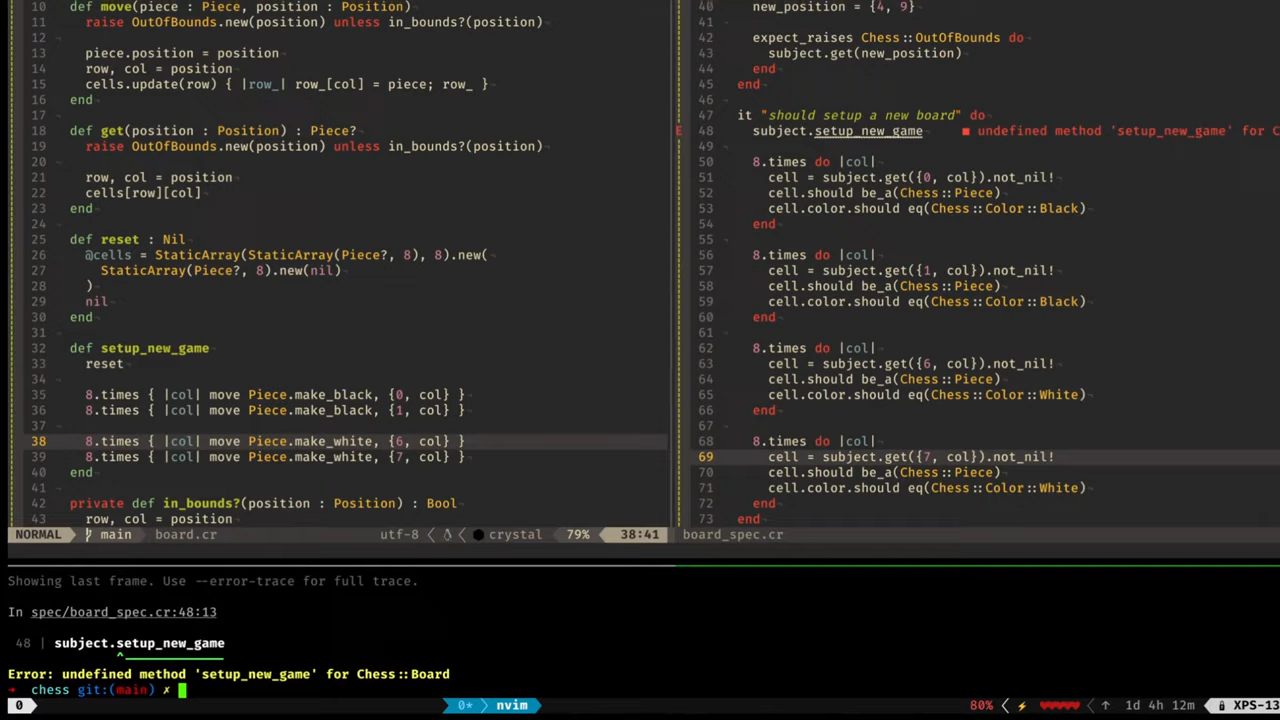 10 def move(piece : Piece, position : Position)
11 raise OutOfBounds.new(position) unless in_bounds?(position)
12
13 piece.position = position
14 row, col = position
15 cells.update(row) { |row_| row_[col] = piece; row_ }
16 end
17
18 def get(position : Position) : Piece?
19 raise OutOfBounds.new(position) unless in_bounds?(position)
20
21 row, col = position
22 cells[row][col]
23 end
24
25 def reset : Nil
26 @cells = StaticArray(StaticArray(Piece?, 8), 8).new(
27 StaticArray(Piece?, 8).new(nil)
28 )
29 nil
30 end
31
32 def setup_new_game
33 reset
34
35 8.times { |col| move Piece.make_black, {0, col} }
36 8.times { |col| move Piece.make_black, {1, col} }
37
38 8.times { |col| move Piece.make_white, {6, col} }
39 8.times { |col| move Piece.make_white, {7, col} }
40 end
41
42 private def in_bounds?(position : Position) : Bool
43 row, col = position
NORMAL main board.cr utf-8 crystal 79% 38:41
40 new_position = {4, 9}
41
42 expect_raises Chess::OutOfBounds do
43 subject.get(new_position)
44 end
45 end
46
47 it "should setup a new board" do
E 48 subject.setup_new_game ■ undefined method 'setup_new_game' for C
49
50 8.times do |col|
51 cell = subject.get({0, col}).not_nil!
52 cell.should be_a(Chess::Piece)
53 cell.color.should eq(Chess::Color::Black)
54 end
55
56 8.times do |col|
57 cell = subject.get({1, col}).not_nil!
58 cell.should be_a(Chess::Piece)
59 cell.color.should eq(Chess::Color::Black)
60 end
61
62 8.times do |col|
63 cell = subject.get({6, col}).not_nil!
64 cell.should be_a(Chess::Piece)
65 cell.color.should eq(Chess::Color::White)
66 end
67
68 8.times do |col|
69 cell = subject.get({7, col}).not_nil!
70 cell.should be_a(Chess::Piece)
71 cell.color.should eq(Chess::Color::White)
72 end
73 end
board_spec.cr
Showing last frame. Use --error-trace for full trace.
In spec/board_spec.cr:48:13
48 | subject.setup_new_game
^
Error: undefined method 'setup_new_game' for Chess::Board
→ chess git:(main) ✗
0 0* nvim 80% ⚡ ♥♥♥♥♥ ↑ 1d 4h 12m XPS-13